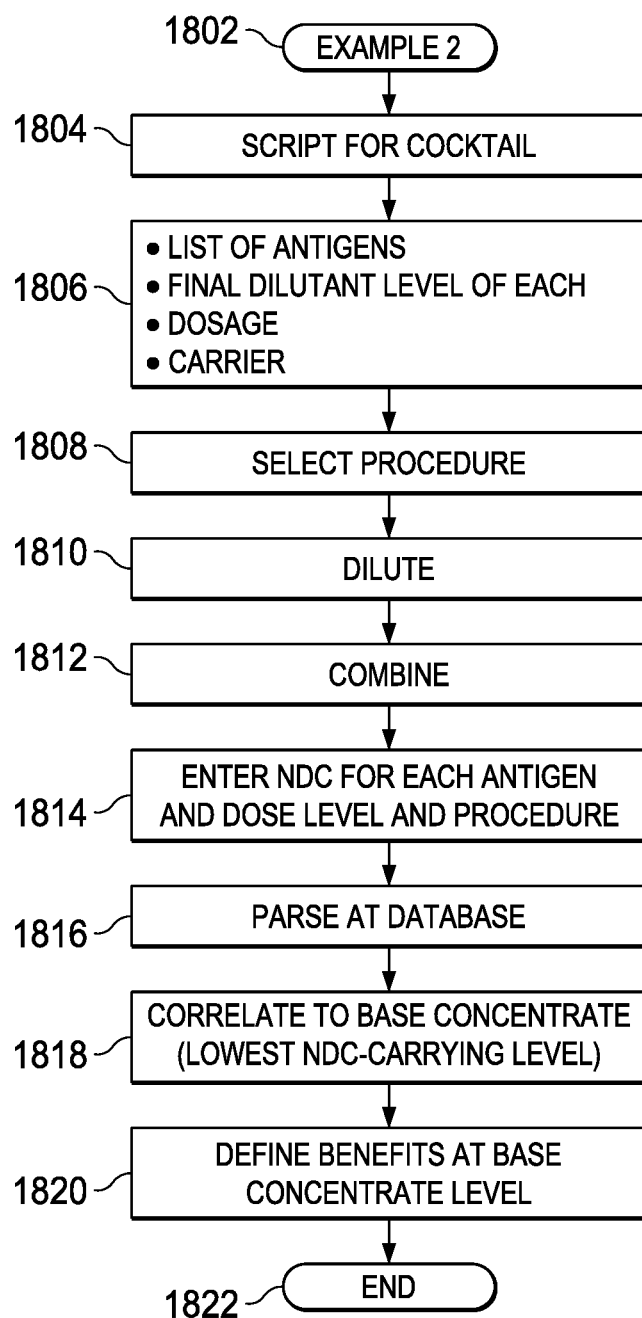 1802
EXAMPLE 2
1804
SCRIPT FOR COCKTAIL
1806
• LIST OF ANTIGENS
• FINAL DILUTANT LEVEL OF EACH
• DOSAGE
• CARRIER
1808
SELECT PROCEDURE
1810
DILUTE
1812
COMBINE
1814
ENTER NDC FOR EACH ANTIGEN
AND DOSE LEVEL AND PROCEDURE
1816
PARSE AT DATABASE
1818
CORRELATE TO BASE CONCENTRATE
(LOWEST NDC-CARRYING LEVEL)
1820
DEFINE BENEFITS AT BASE
CONCENTRATE LEVEL
1822
END